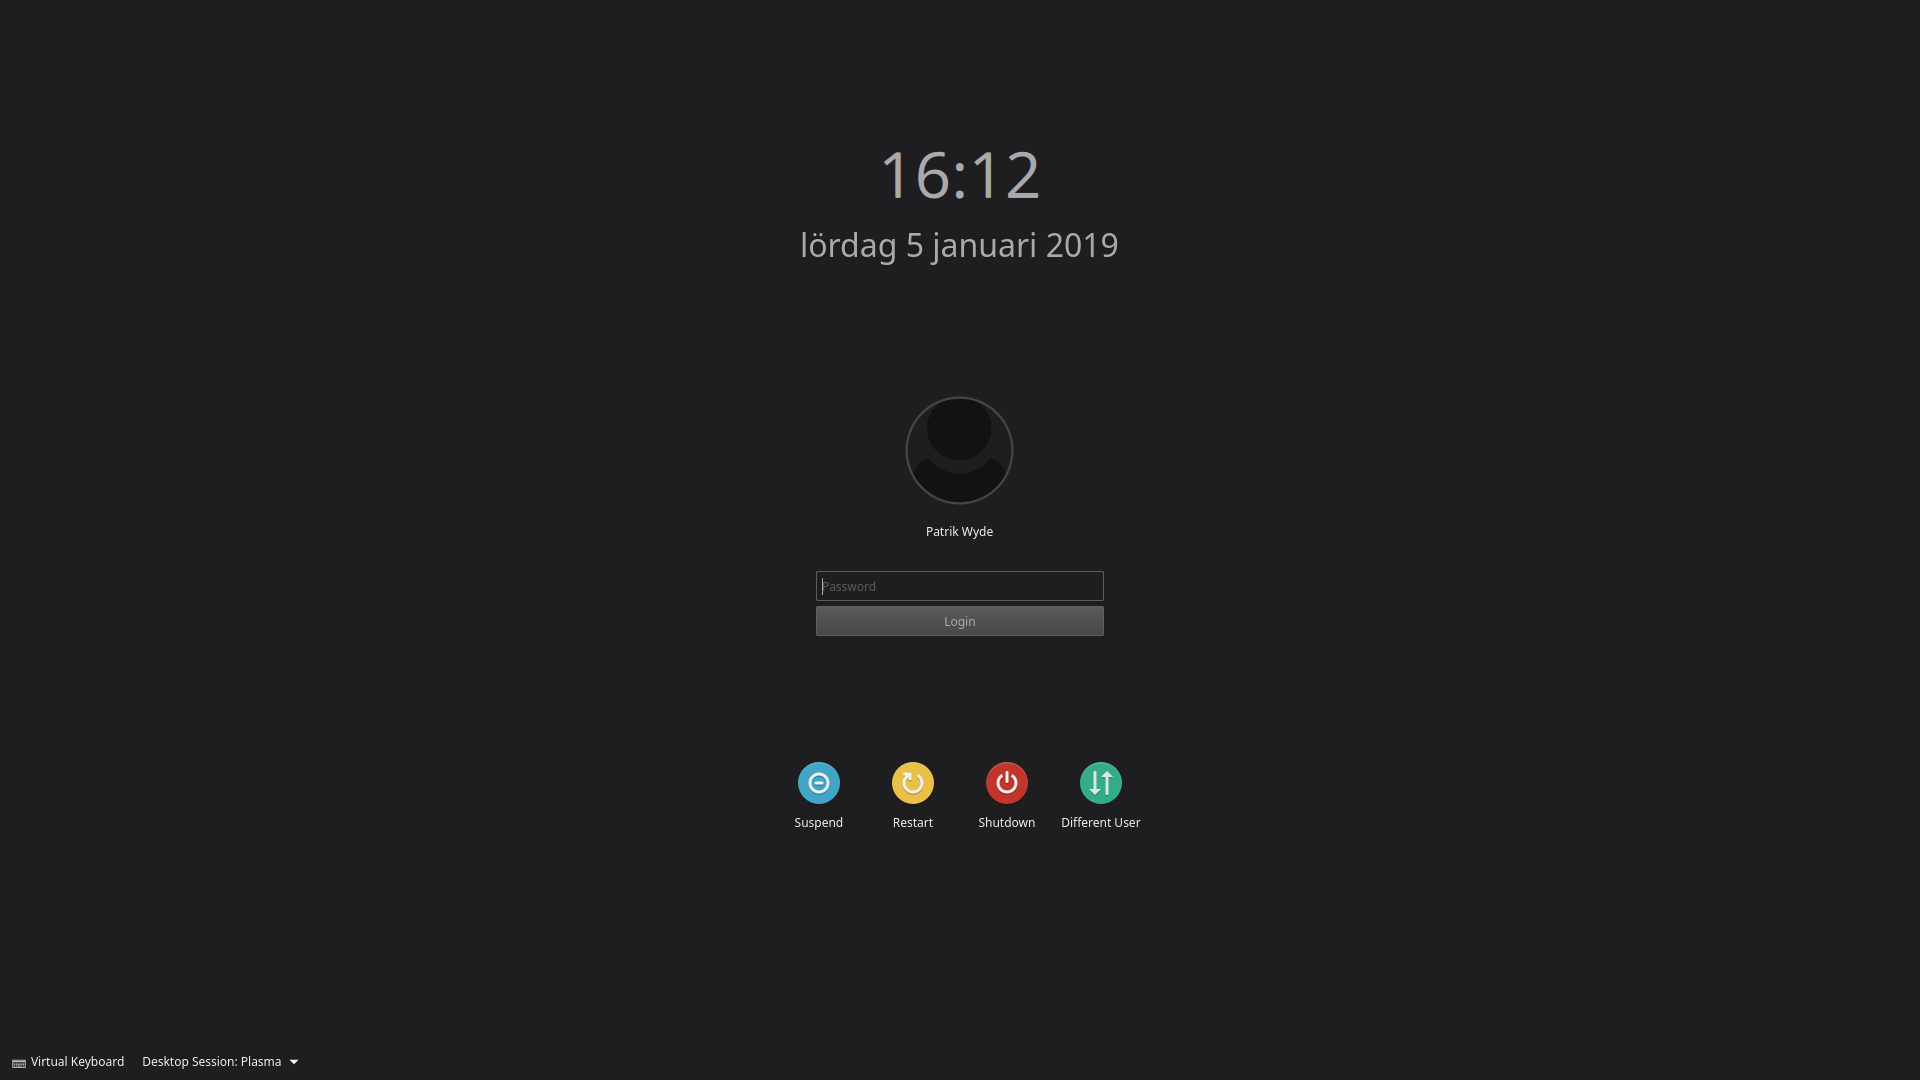 16:12
lördag 5 januari 2019
Patrik Wyde
Password
Login
Suspend Restart Shutdown Different User
Virtual Keyboard Desktop Session: Plasma